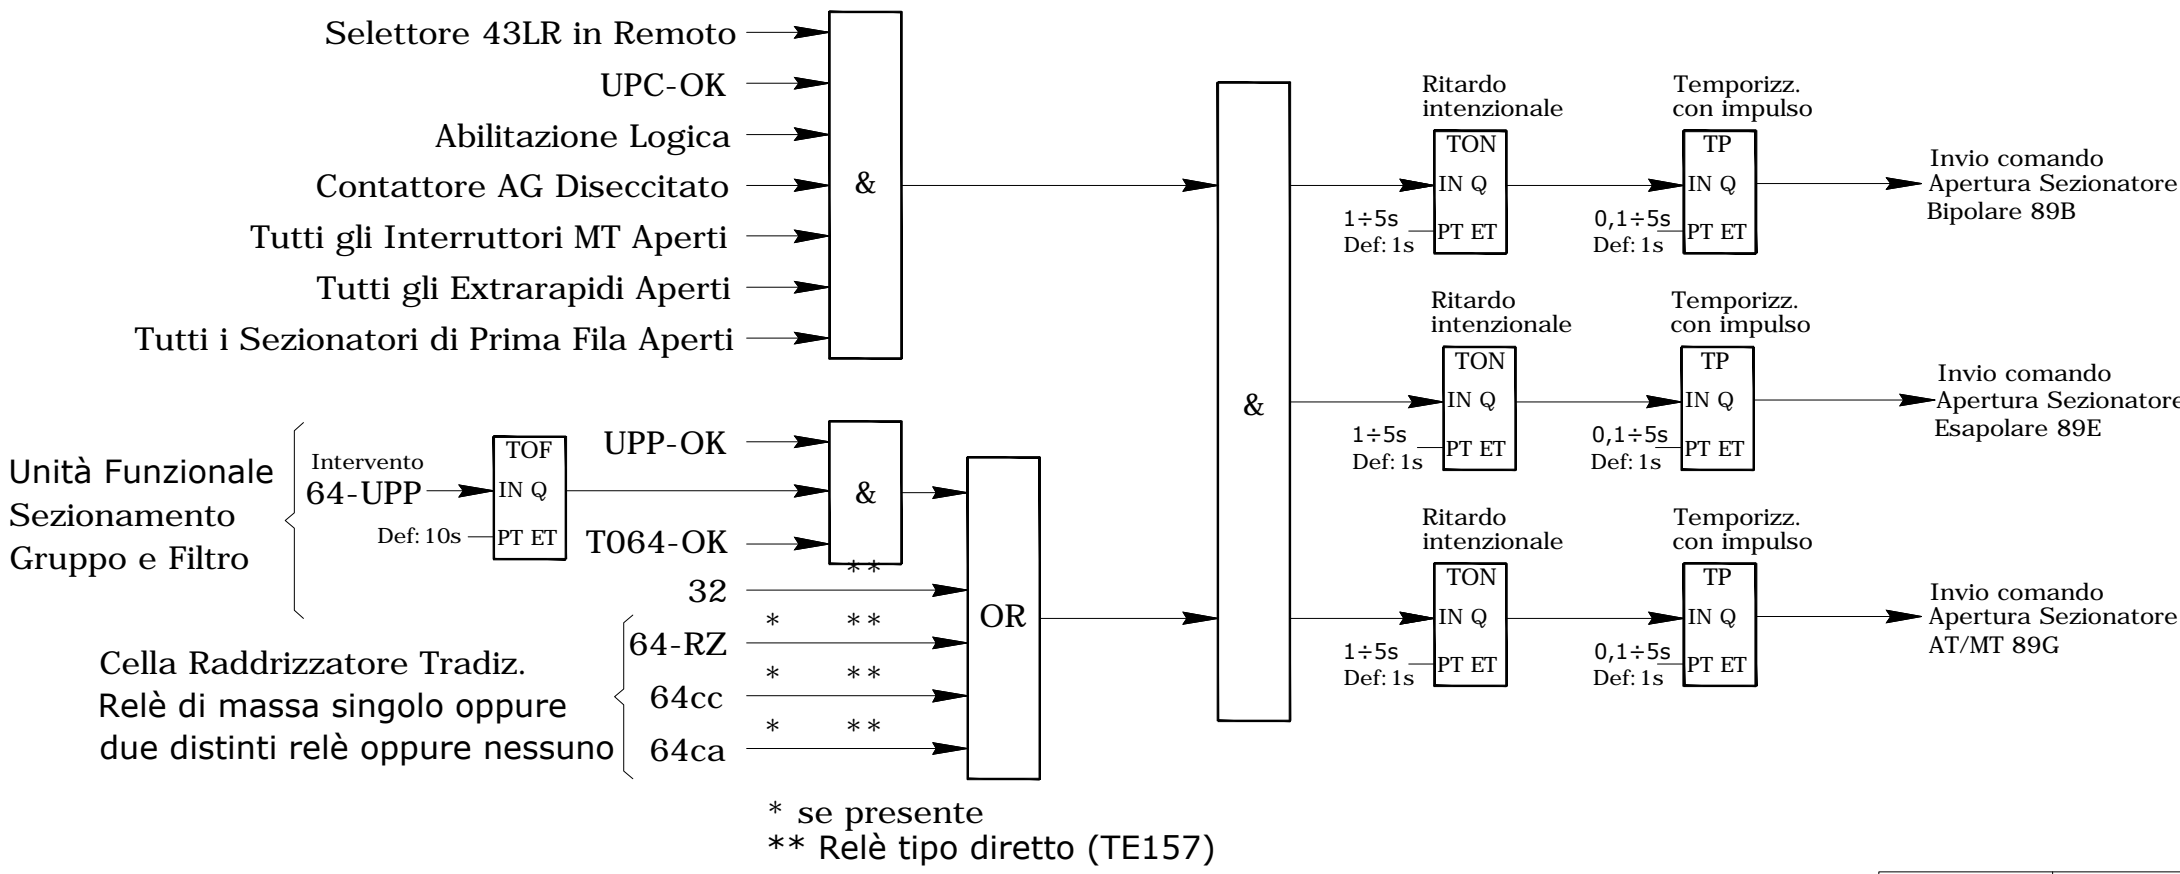 Selettore 43LR in Remoto
UPC-OK
Abilitazione Logica
Contattore AG Diseccitato
Tutti gli Interruttori MT Aperti
Tutti gli Extrarapidi Aperti
Tutti i Sezionatori di Prima Fila Aperti
&
Unità Funzionale
Sezionamento
Gruppo e Filtro
Intervento
64-UPP
Def: 10s
TOF
IN Q
PT ET
UPP-OK
T064-OK
&
32
**
64-RZ
* **
64cc
* **
64ca
* **
Cella Raddrizzatore Tradiz.
Relè di massa singolo oppure
due distinti relè oppure nessuno
OR
&
Ritardo
intenzionale
TON
IN Q
PT ET
1÷5s
Def: 1s
Temporizz.
con impulso
TP
IN Q
PT ET
0,1÷5s
Def: 1s
Invio comando
Apertura Sezionatore
Bipolare 89B
Ritardo
intenzionale
TON
IN Q
PT ET
1÷5s
Def: 1s
Temporizz.
con impulso
TP
IN Q
PT ET
0,1÷5s
Def: 1s
Invio comando
Apertura Sezionatore
Esapolare 89E
Ritardo
intenzionale
TON
IN Q
PT ET
1÷5s
Def: 1s
Temporizz.
con impulso
TP
IN Q
PT ET
0,1÷5s
Def: 1s
Invio comando
Apertura Sezionatore
AT/MT 89G
* se presente
** Relè tipo diretto (TE157)